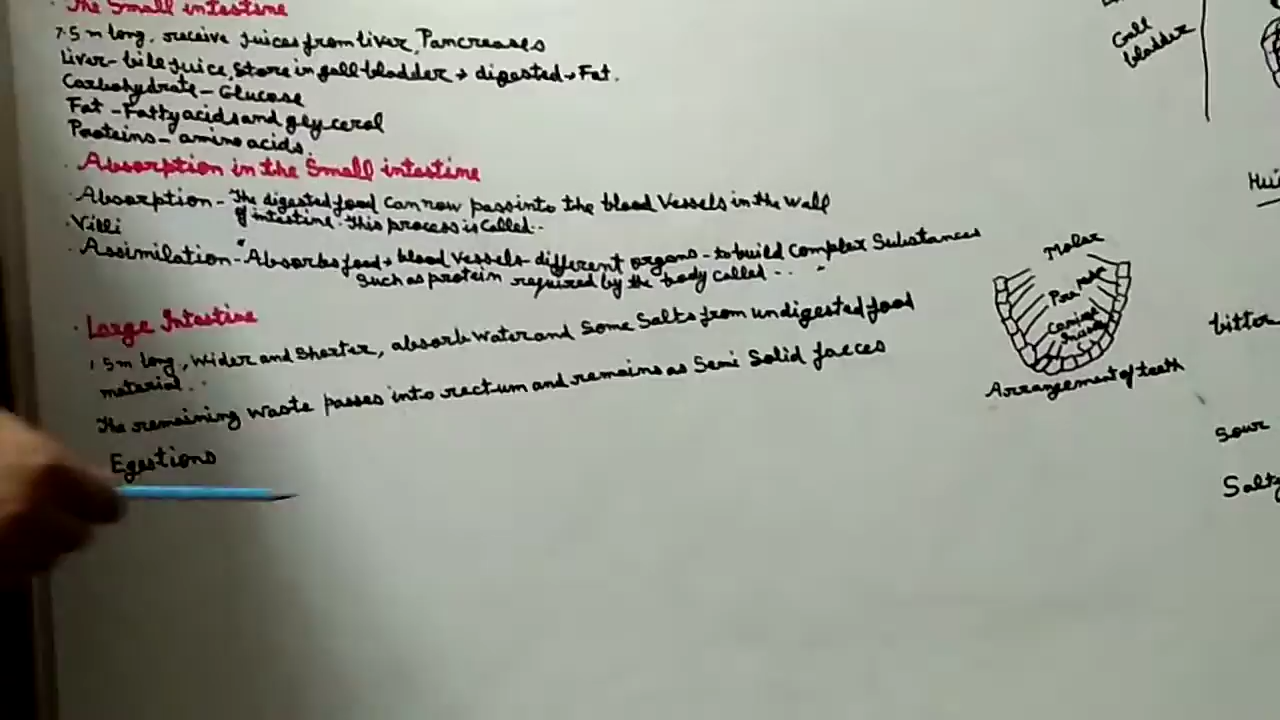 The Small intestine
7.5 m long, receive juices from liver, Pancreases
Liver - bile juice, store in gall bladder → digested → Fat.
Carbohydrate - Glucose
Fat - Fatty acids and glycerol
Proteins - amino acids.
Absorption in the Small intestine
Absorption - The digested food can now pass into the blood vessels in the wall
of intestine. This process is called..
Villi
Assimilation - "Absorbs food → blood vessels - different organs - to build complex substances
such as protein required by the body called ... "
Large Intestine
1.5 m long, wider and shorter, absorb water and some salts from undigested food
material...
The remaining waste passes into rectum and remains as semi solid faeces
Egestions
Gall
bladder
Molar
Canine
Arrangement of teeth
bitter
Sour
Salty